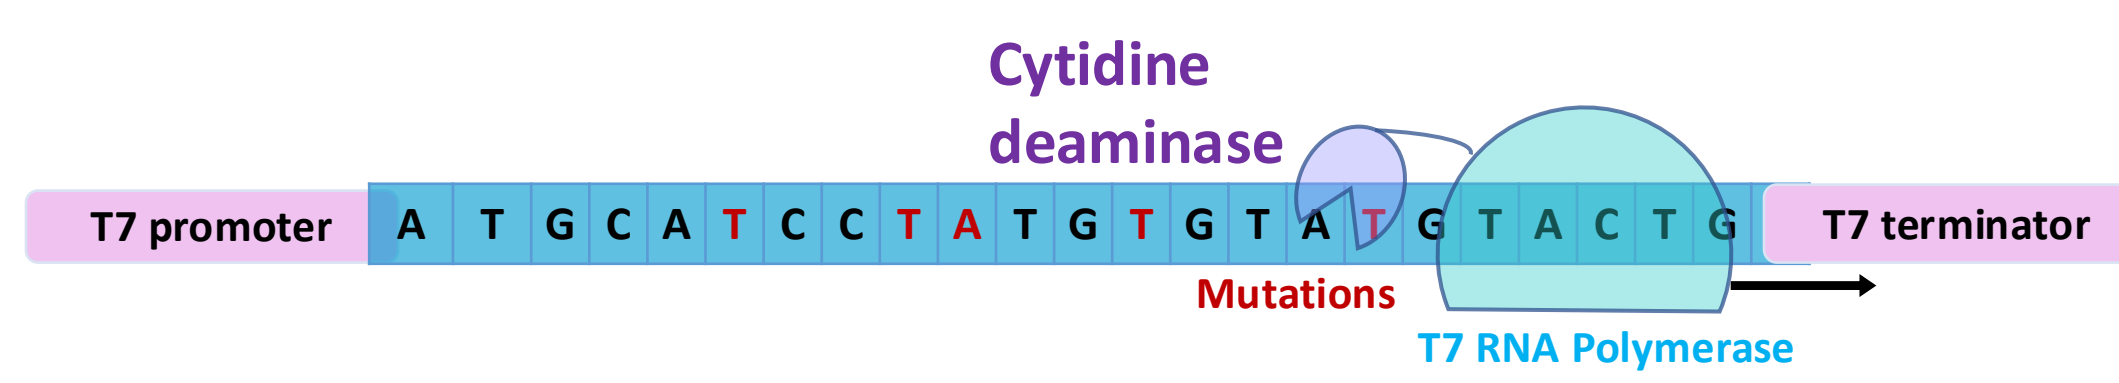 Cytidine
deaminase
T7 promoter A T G C A T C C T A T G T G T A T G T A C T G T7 terminator
Mutations
T7 RNA Polymerase